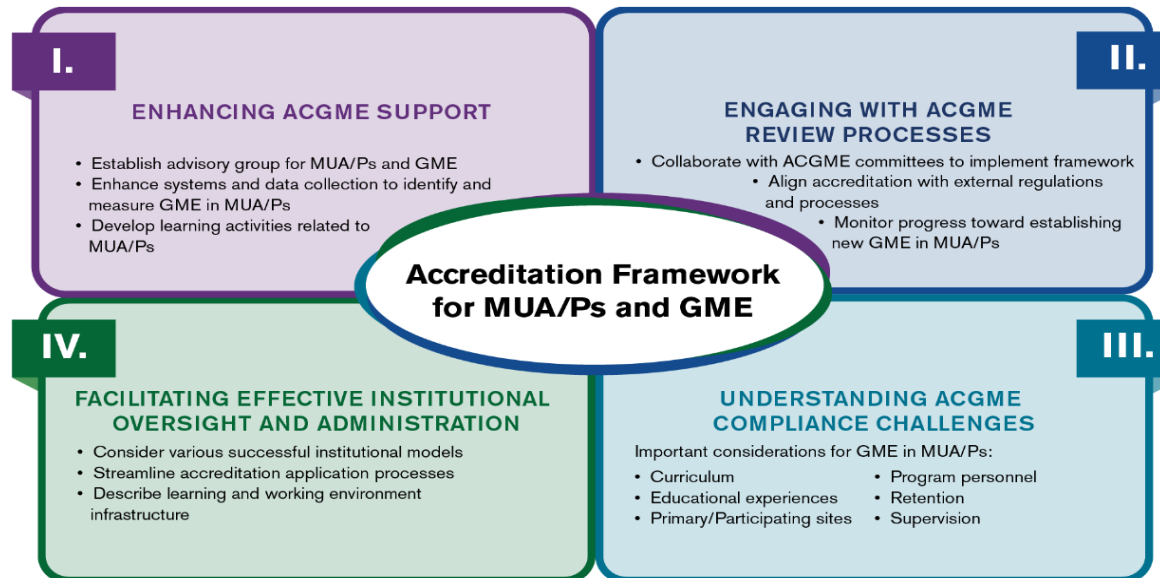 I.
ENHANCING ACGME SUPPORT
• Establish advisory group for MUA/Ps and GME
• Enhance systems and data collection to identify and
measure GME in MUA/Ps
• Develop learning activities related to
MUA/Ps
II.
ENGAGING WITH ACGME
REVIEW PROCESSES
• Collaborate with ACGME committees to implement framework
• Align accreditation with external regulations
and processes
• Monitor progress toward establishing
new GME in MUA/Ps
Accreditation Framework
for MUA/Ps and GME
IV.
FACILITATING EFFECTIVE INSTITUTIONAL
OVERSIGHT AND ADMINISTRATION
• Consider various successful institutional models
• Streamline accreditation application processes
• Describe learning and working environment
infrastructure
III.
UNDERSTANDING ACGME
COMPLIANCE CHALLENGES
Important considerations for GME in MUA/Ps:
• Curriculum
• Educational experiences
• Primary/Participating sites
• Program personnel
• Retention
• Supervision